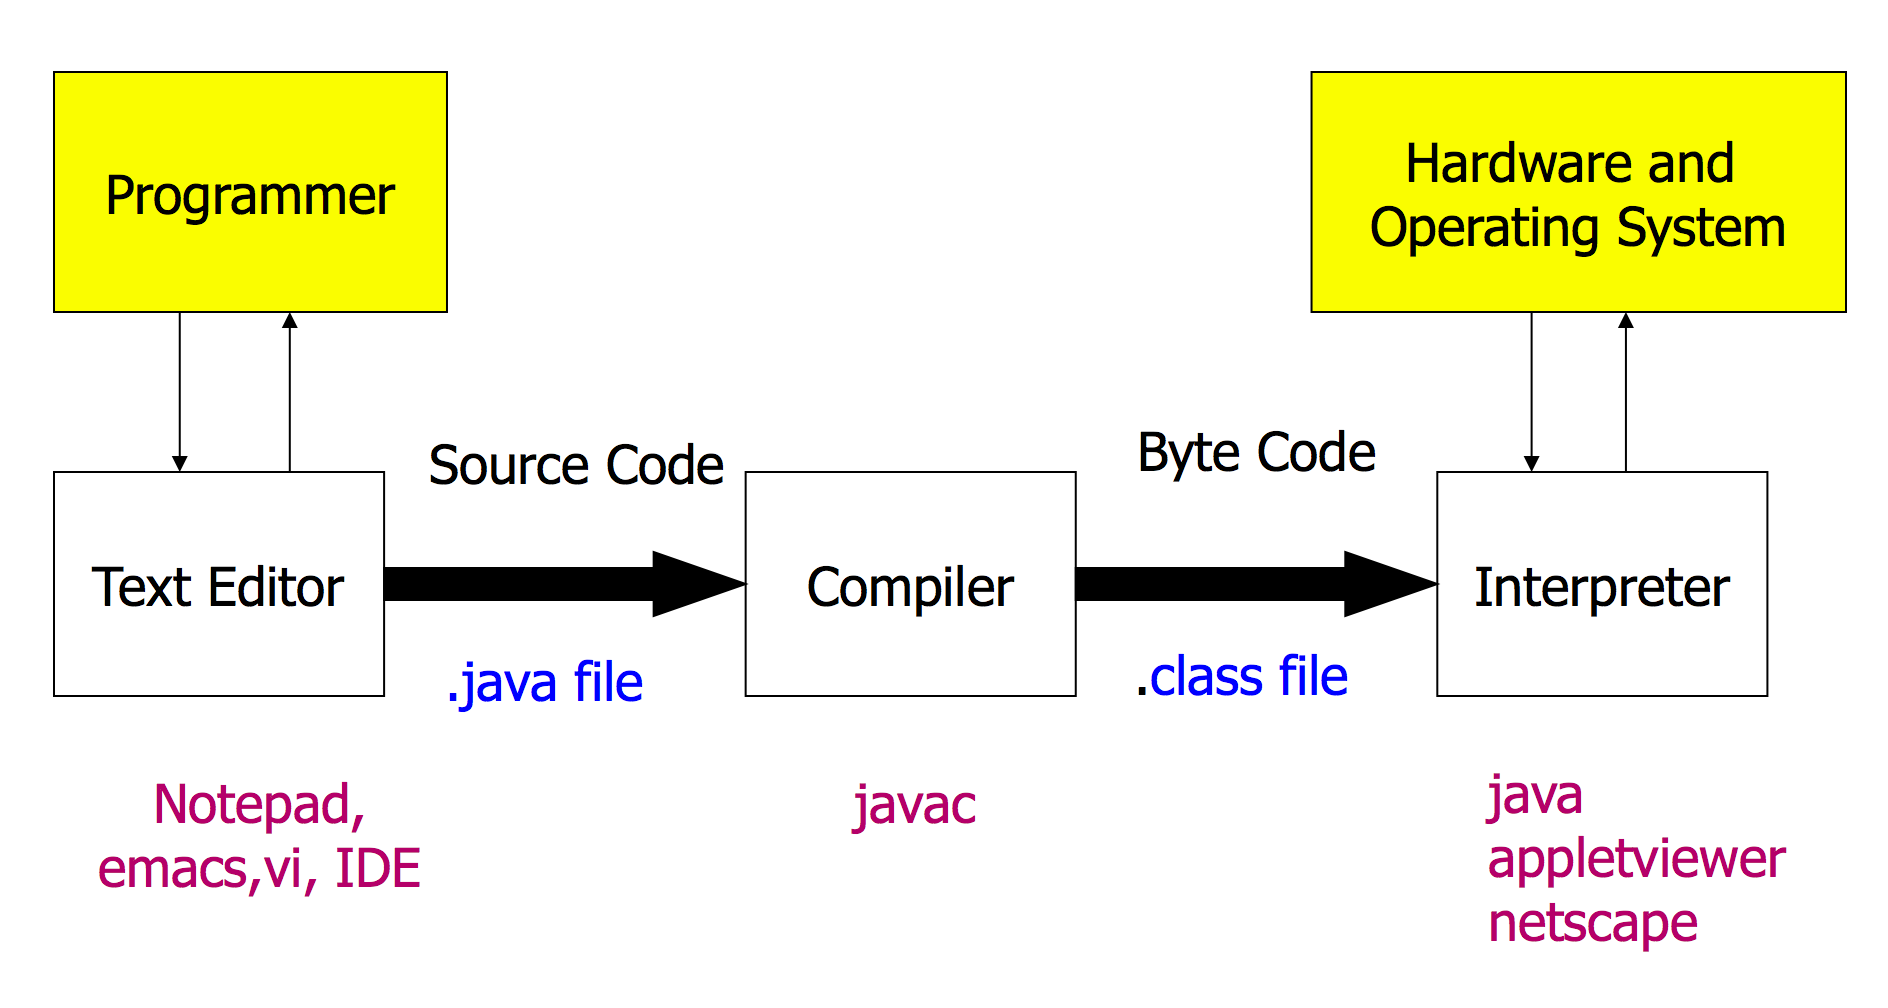 Programmer
Hardware and
Operating System
Source Code
Byte Code
Text Editor
Compiler
Interpreter
.java file
.class file
Notepad,
emacs,vi, IDE
javac
java
appletviewer
netscape